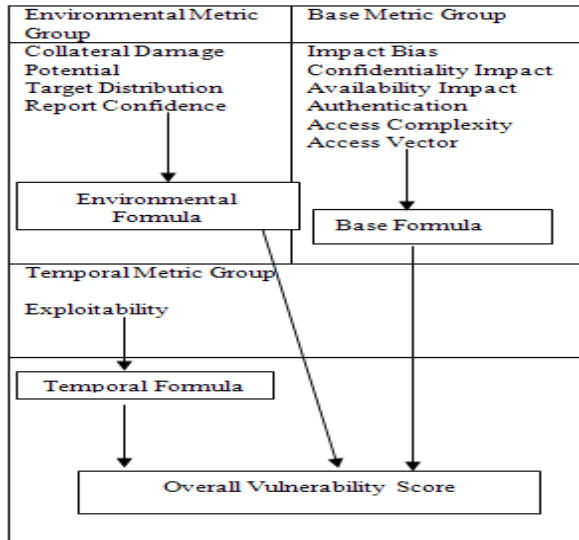 Environmental Metric
Group
Collateral Damage
Potential
Target Distribution
Report Confidence
Environmental
Formula
Base Metric Group
Impact Bias
Confidentiality Impact
Availability Impact
Authentication
Access Complexity
Access Vector
Base Formula
Temporal Metric Group
Exploitability
Temporal Formula
Overall Vulnerability Score